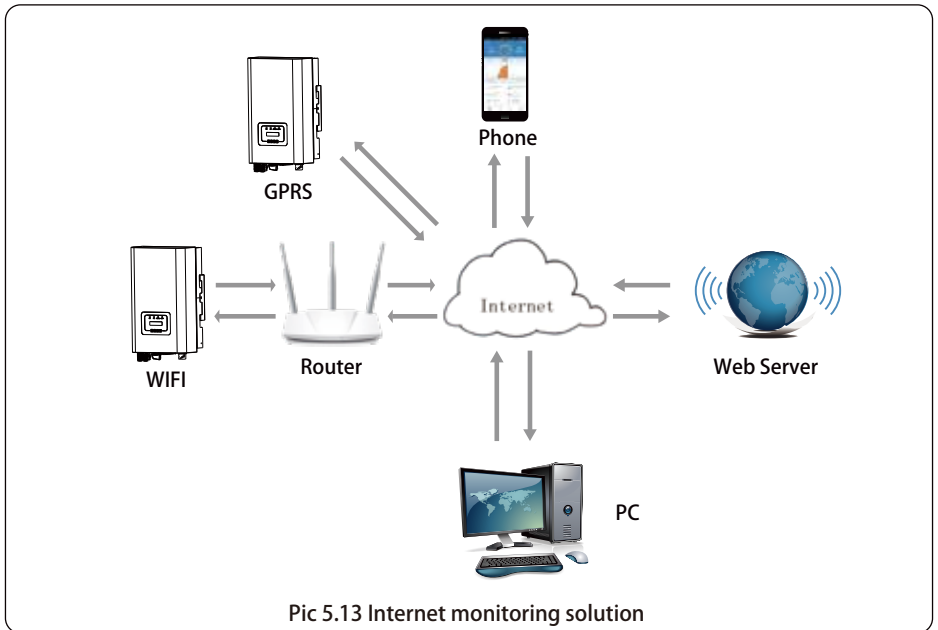 Phone
GPRS
Internet
WIFI
Router
Web Server
PC
Pic 5.13 Internet monitoring solution